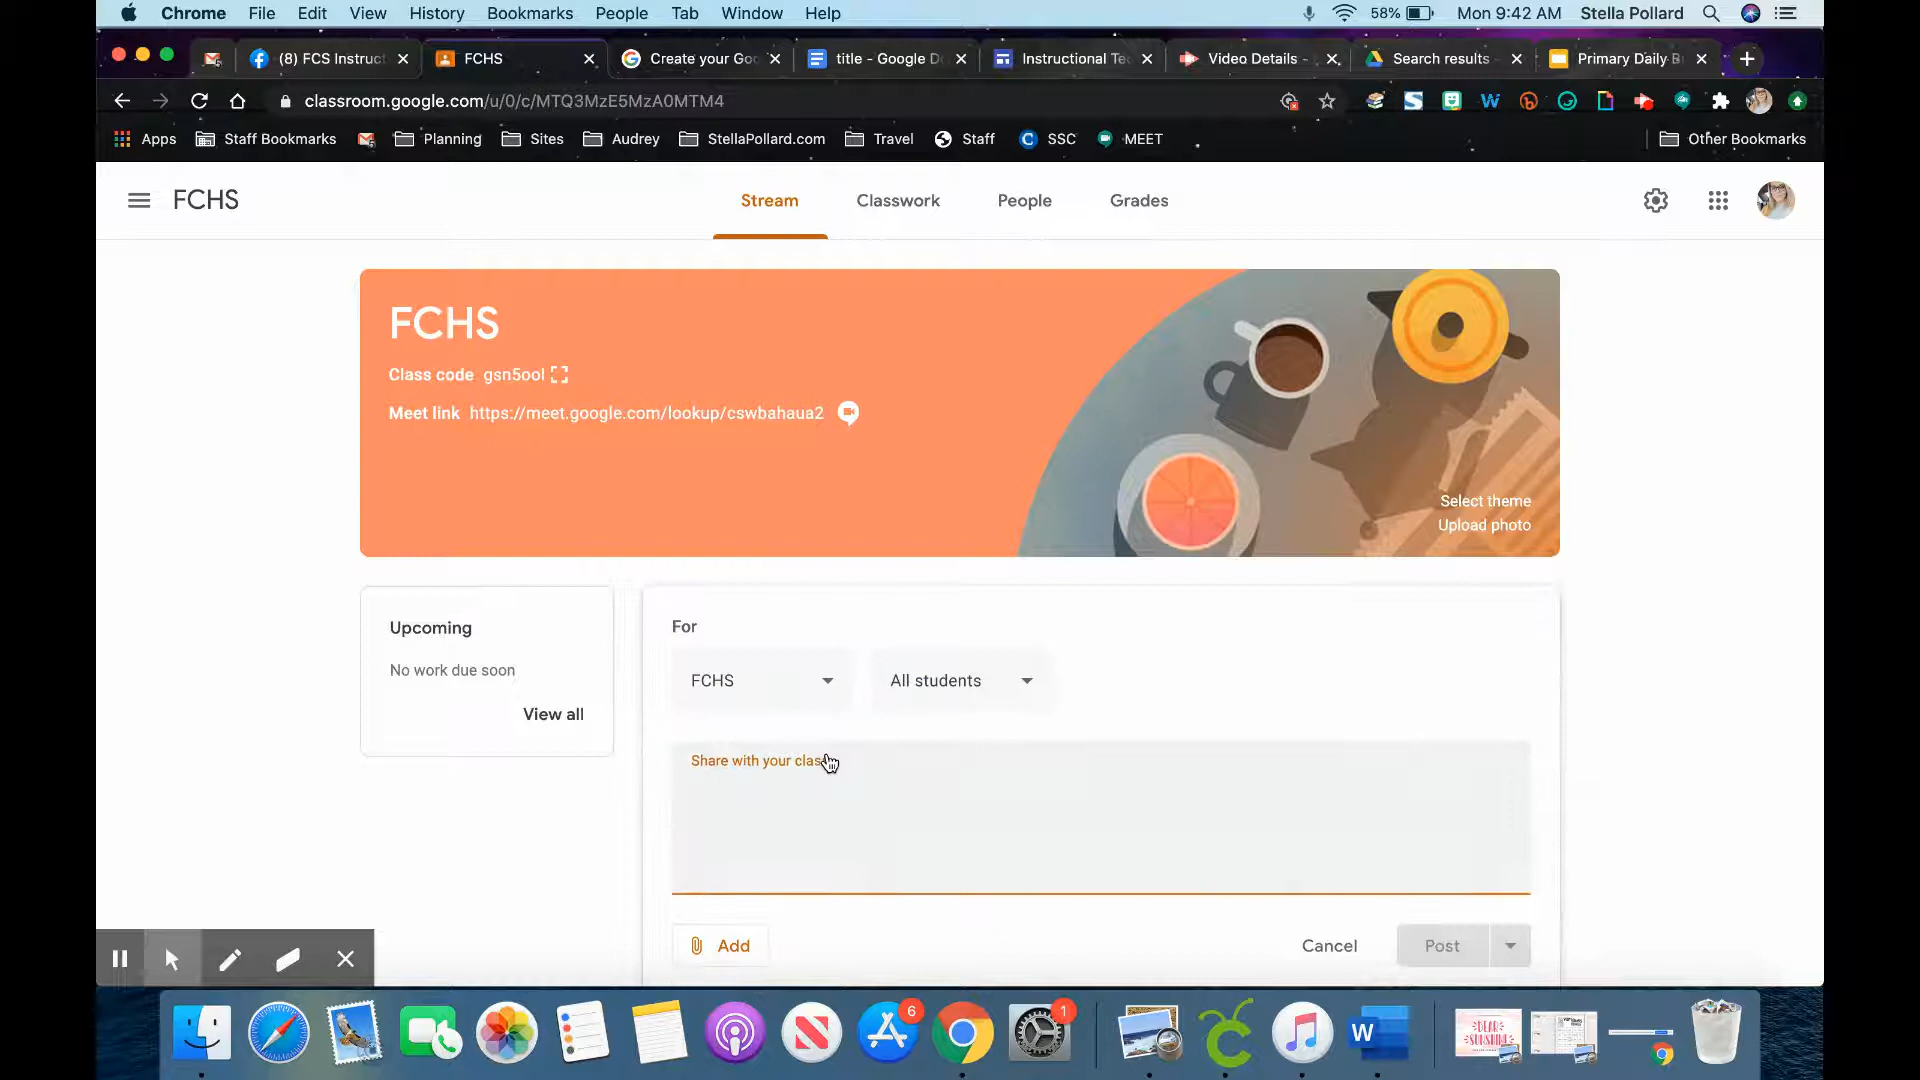 Chrome File Edit View History Bookmarks People Tab Window Help 58% Mon 9:42 AM Stella Pollard
(8) FCS Instruct FCHS Create your Goo title - Google D Instructional Te Video Details - Search results - Primary Daily B
classroom.google.com/u/0/c/MTQ3MzE5MzA0MTM4
Apps Staff Bookmarks Planning Sites Audrey StellaPollard.com Travel Staff SSC MEET Other Bookmarks
FCHS Stream Classwork People Grades
FCHS
Class code gsn5ool
Meet link https://meet.google.com/lookup/cswbahaua2
Select theme
Upload photo
Upcoming
No work due soon
View all
For
FCHS All students
Share with your clas
Add Cancel Post
6 1
W
DEAR
SUNSHINE